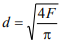 d = √(4F/π)